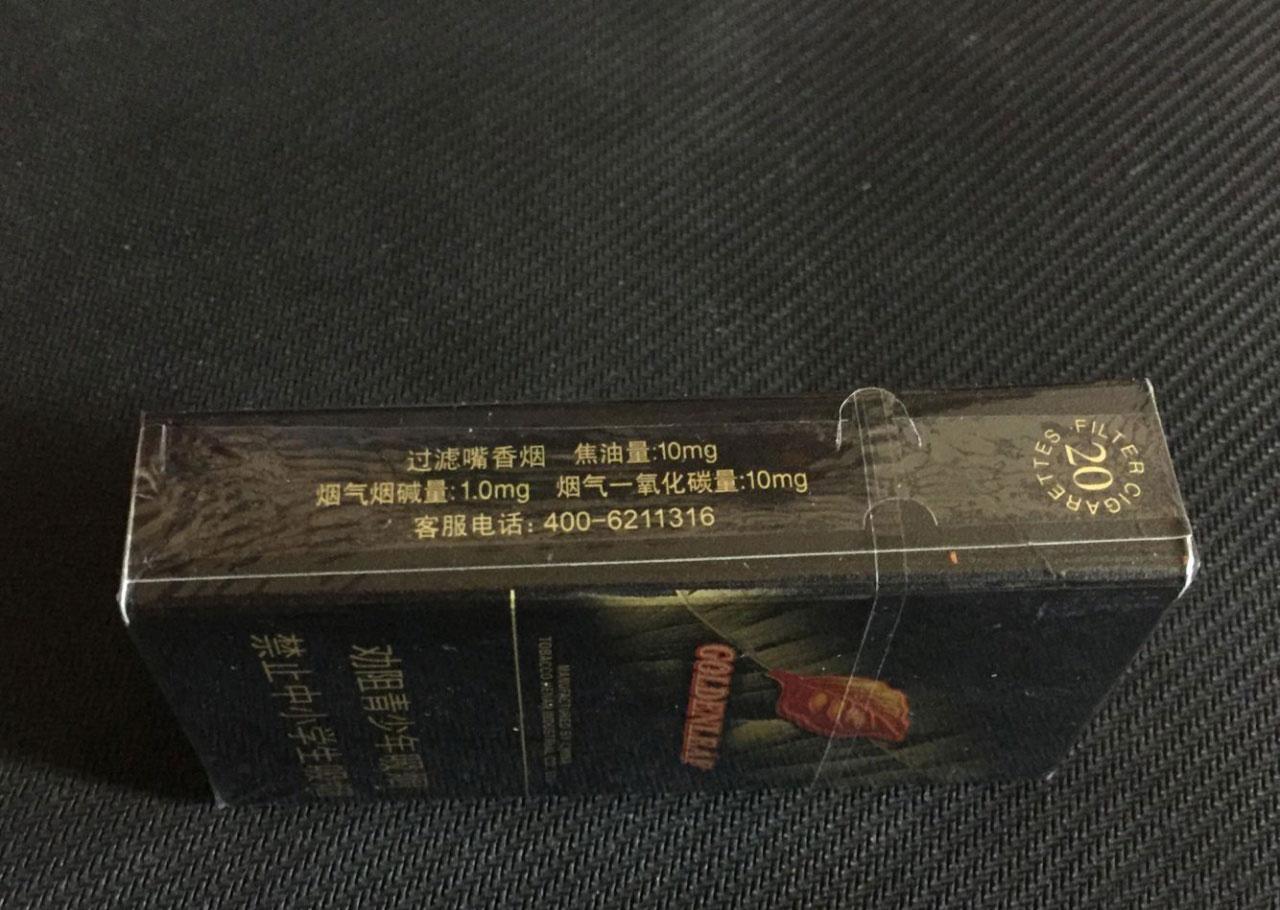 过滤嘴香烟 焦油量:10mg
烟气烟碱量:1.0mg 烟气一氧化碳量:10mg
客服电话: 400-6211316
FILTER CIGARETTES
20
GOLDEN LEAF
劝阻青少年吸烟
禁止中小学生吸烟